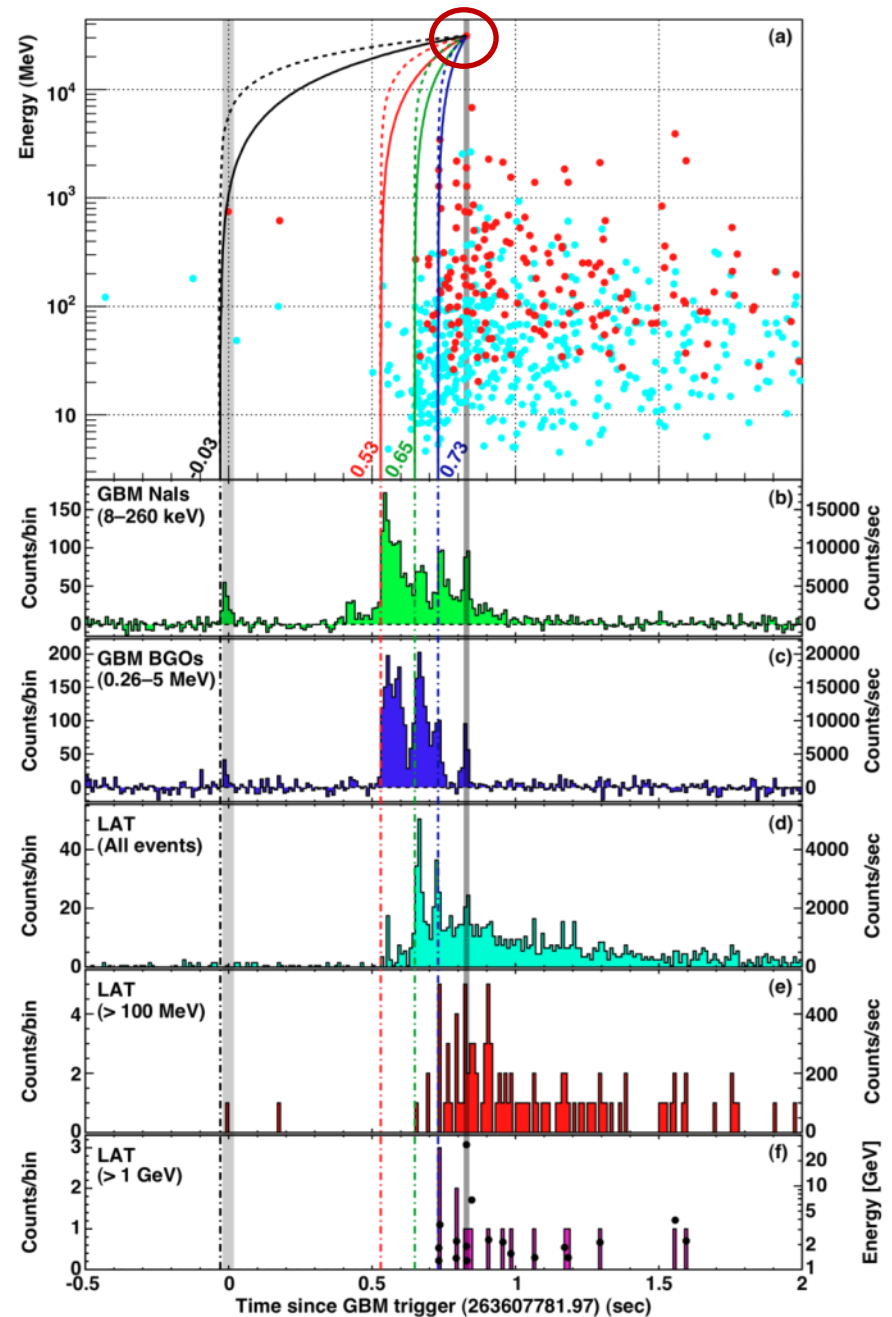 (a)
Energy (MeV)
10⁴
10³
10²
10
-0.03
0.53
0.65
0.73
GBM NaIs
(8–260 keV)
(b)
Counts/bin
Counts/sec
150
100
50
0
15000
10000
5000
0
GBM BGOs
(0.26–5 MeV)
(c)
Counts/bin
Counts/sec
200
150
100
50
0
20000
15000
10000
5000
0
LAT
(All events)
(d)
Counts/bin
Counts/sec
40
20
0
4000
2000
0
LAT
(> 100 MeV)
(e)
Counts/bin
Counts/sec
4
2
0
400
200
0
LAT
(> 1 GeV)
(f)
Counts/bin
Energy [GeV]
3
2
1
0
20
10
5
2
1
-0.5 0 0.5 1 1.5 2
Time since GBM trigger (263607781.97) (sec)